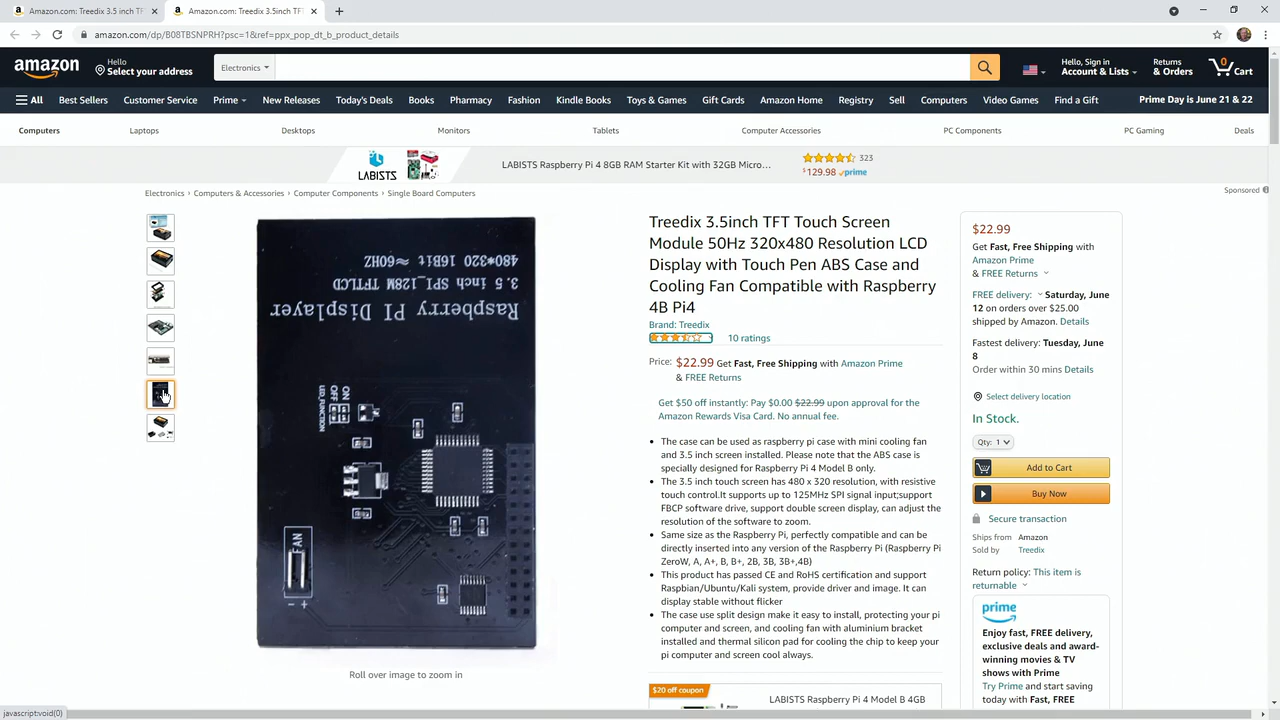 Amazon.com: Treedix 3.5 inch TFT
Amazon.com: Treedix 3.5inch TFT
amazon.com/dp/B08TBSNPRH?psc=1&ref=ppx_pop_dt_b_product_details
amazon
Hello
Select your address
Electronics
Hello, Sign in
Account & Lists
Returns
& Orders
0
Cart
All
Best Sellers
Customer Service
Prime
New Releases
Today's Deals
Books
Pharmacy
Fashion
Kindle Books
Toys & Games
Gift Cards
Amazon Home
Registry
Sell
Computers
Video Games
Find a Gift
Prime Day is June 21 & 22
Computers
Laptops
Desktops
Monitors
Tablets
Computer Accessories
PC Components
PC Gaming
Deals
LABISTS
LABISTS Raspberry Pi 4 8GB RAM Starter Kit with 32GB Micro...
323
$129.98 prime
Electronics › Computers & Accessories › Computer Components › Single Board Computers
Sponsored
480*320 16Bit ≈60HZ
3.5 inch SPI_128M TFTLCD
Raspberry PI Displayer
ON
OFF
LED_FUNCTION
FAN
- +
Roll over image to zoom in
Treedix 3.5inch TFT Touch Screen
Module 50Hz 320x480 Resolution LCD
Display with Touch Pen ABS Case and
Cooling Fan Compatible with Raspberry
4B Pi4
Brand: Treedix
10 ratings
Price: $22.99 Get Fast, Free Shipping with Amazon Prime
& FREE Returns
Get $50 off instantly: Pay $0.00 $22.99 upon approval for the
Amazon Rewards Visa Card. No annual fee.
The case can be used as raspberry pi case with mini cooling fan
and 3.5 inch screen installed. Please note that the ABS case is
specially designed for Raspberry Pi 4 Model B only.
The 3.5 inch touch screen has 480 x 320 resolution, with resistive
touch control.It supports up to 125MHz SPI signal input;support
FBCP software drive, support double screen display, can adjust the
resolution of the software to zoom.
Same size as the Raspberry Pi, perfectly compatible and can be
directly inserted into any version of the Raspberry Pi (Raspberry Pi
ZeroW, A, A+, B, B+, 2B, 3B, 3B+,4B)
This product has passed CE and RoHS certification and support
Raspbian/Ubuntu/Kali system, provide driver and image. It can
display stable without flicker
The case use split design make it easy to install, protecting your pi
computer and screen, and cooling fan with aluminium bracket
installed and thermal silicon pad for cooling the chip to keep your
pi computer and screen cool always.
$20 off coupon
LABISTS Raspberry Pi 4 Model B 4GB
$22.99
Get Fast, Free Shipping with
Amazon Prime
& FREE Returns
FREE delivery: Saturday, June
12 on orders over $25.00
shipped by Amazon. Details
Fastest delivery: Tuesday, June
8
Order within 30 mins Details
Select delivery location
In Stock.
Qty: 1
Add to Cart
Buy Now
Secure transaction
Ships from Amazon
Sold by Treedix
Return policy: This item is
returnable
prime
Enjoy fast, FREE delivery,
exclusive deals and award-
winning movies & TV
shows with Prime
Try Prime and start saving
today with Fast, FREE
javascript:void(0)